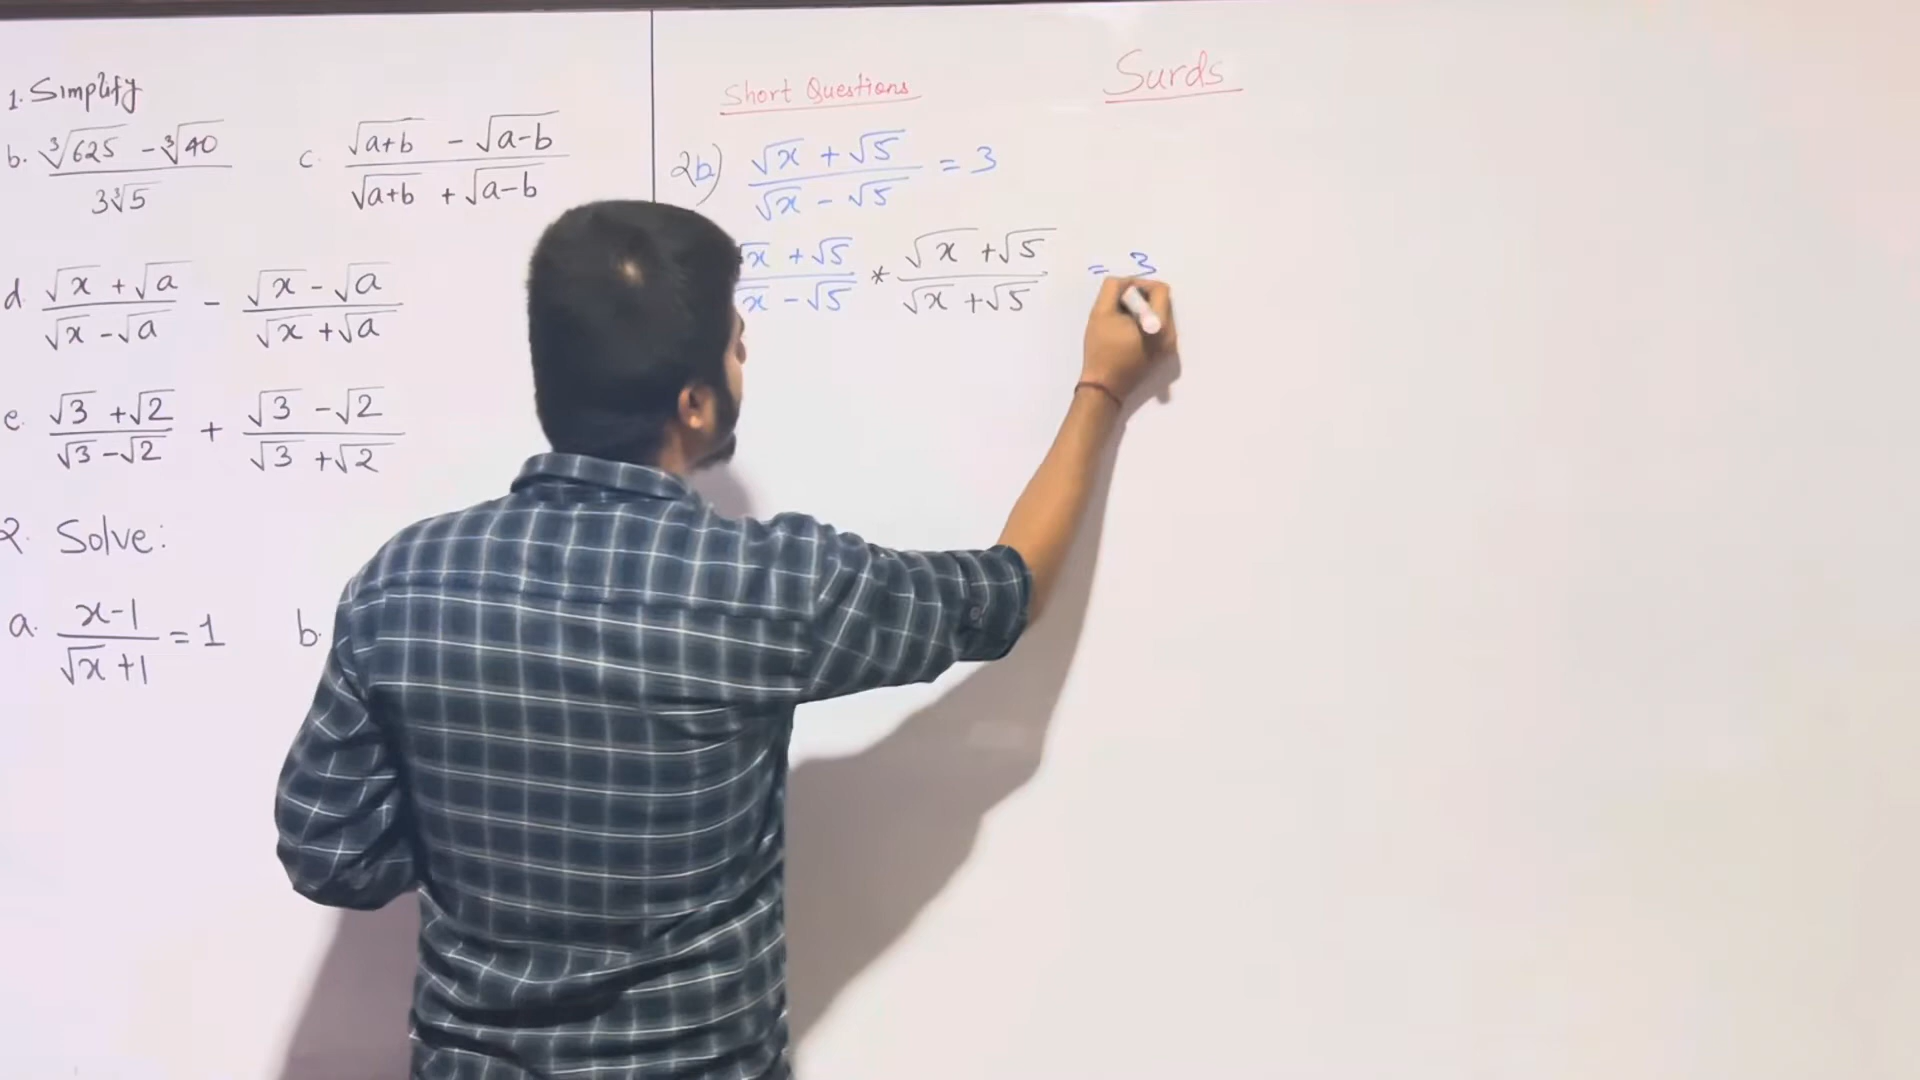 1. Simplify
b. (∛625 - ∛40) / (3∛5)
c. (√(a+b) - √(a-b)) / (√(a+b) + √(a-b))
d. (√x + √a) / (√x - √a) - (√x - √a) / (√x + √a)
e. (√3 + √2) / (√3 - √2) + (√3 - √2) / (√3 + √2)
2. Solve:
a. (x-1) / (√x + 1) = 1
b.
Surds
Short Questions
2b) (√x + √5) / (√x - √5) = 3
(√x + √5) / (√x - √5) * (√x + √5) / (√x + √5) = 3